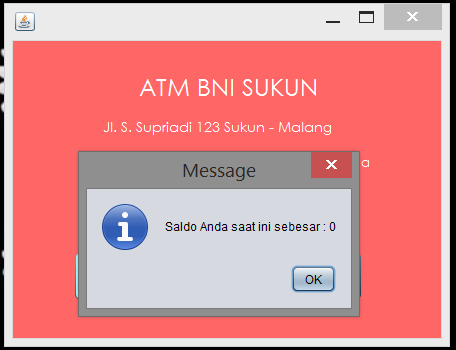 ATM BNI SUKUN
Jl. S. Supriadi 123 Sukun - Malang
a
Message
Saldo Anda saat ini sebesar : 0
OK